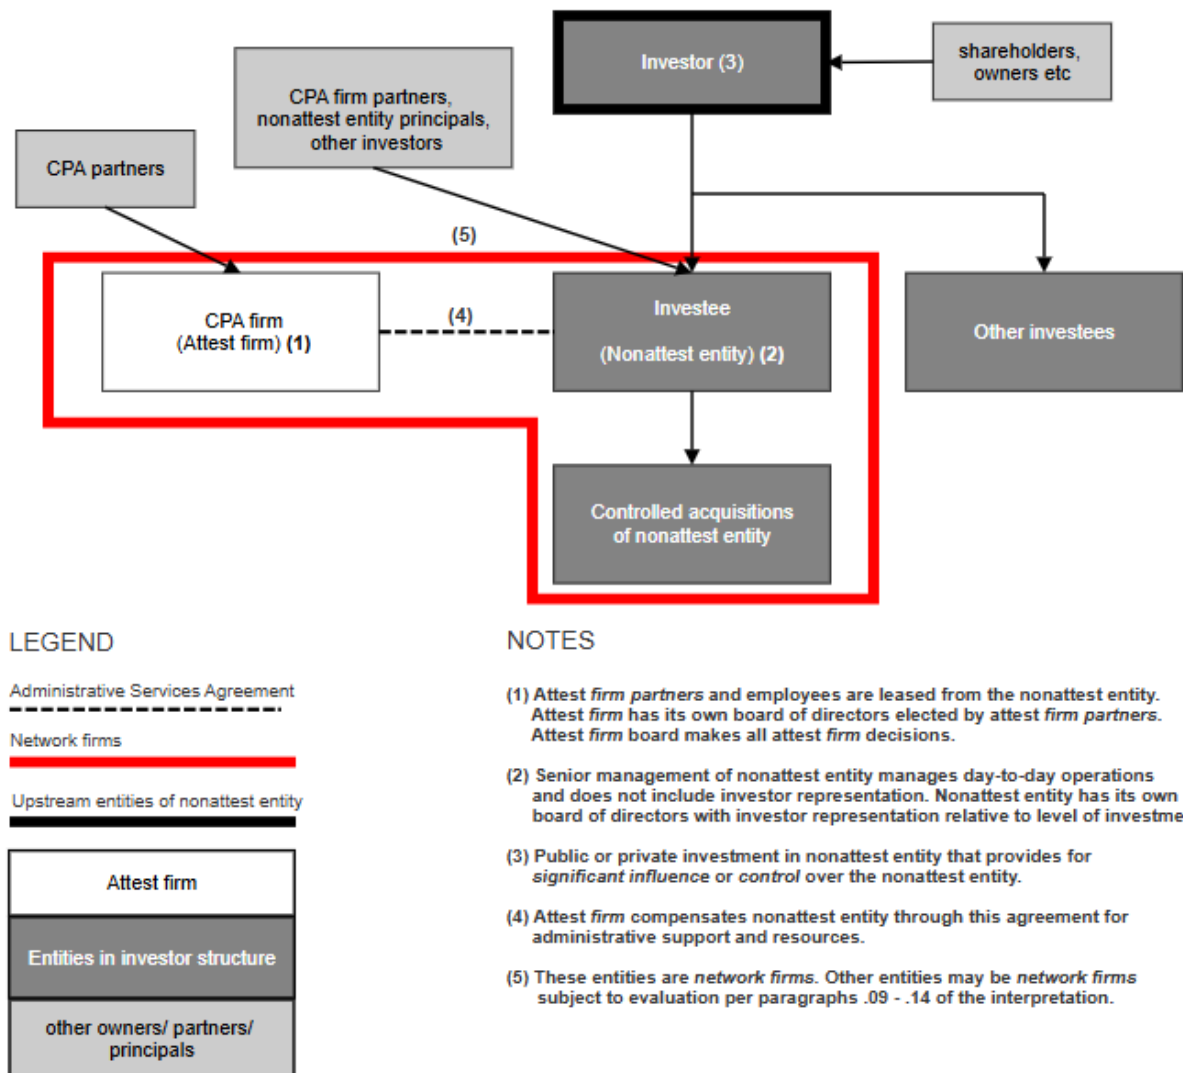 Investor (3)
shareholders,
owners etc
CPA firm partners,
nonattest entity principals,
other investors
CPA partners
(5)
CPA firm
(Attest firm) (1)
(4)
Investee
(Nonattest entity) (2)
Other investees
Controlled acquisitions
of nonattest entity
LEGEND
Administrative Services Agreement
Network firms
Upstream entities of nonattest entity
Attest firm
Entities in investor structure
other owners/ partners/
principals
NOTES
(1) Attest firm partners and employees are leased from the nonattest entity.
Attest firm has its own board of directors elected by attest firm partners.
Attest firm board makes all attest firm decisions.
(2) Senior management of nonattest entity manages day-to-day operations
and does not include investor representation. Nonattest entity has its own
board of directors with investor representation relative to level of investme
(3) Public or private investment in nonattest entity that provides for
significant influence or control over the nonattest entity.
(4) Attest firm compensates nonattest entity through this agreement for
administrative support and resources.
(5) These entities are network firms. Other entities may be network firms
subject to evaluation per paragraphs .09 - .14 of the interpretation.